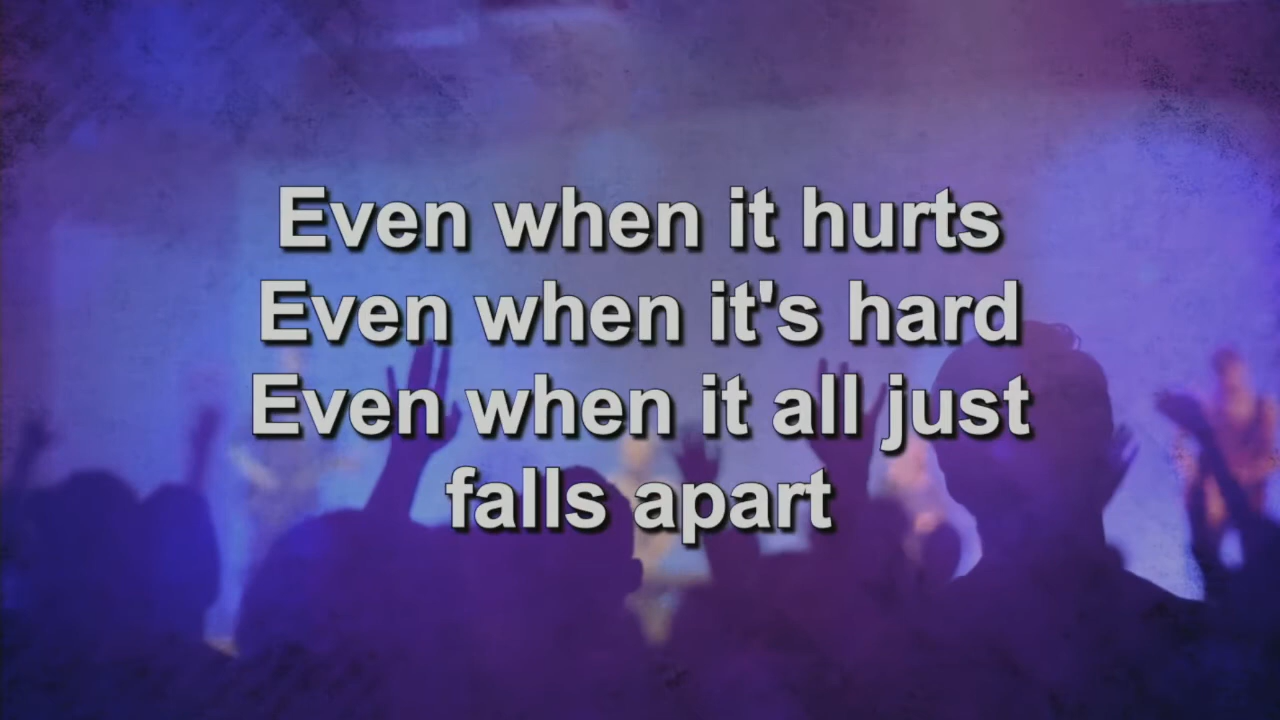 Even when it hurts
Even when it's hard
Even when it all just
falls apart